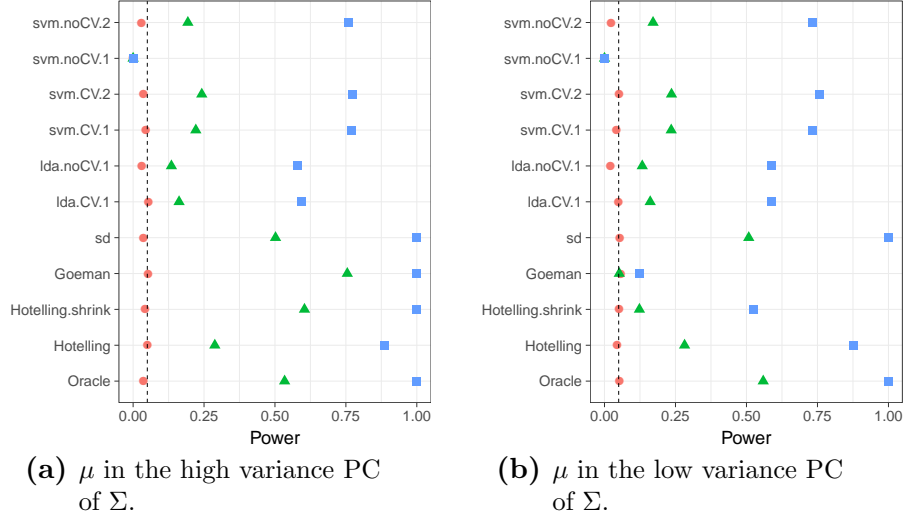 svm.noCV.2
svm.noCV.1
svm.CV.2
svm.CV.1
lda.noCV.1
lda.CV.1
sd
Goeman
Hotelling.shrink
Hotelling
Oracle
0.00 0.25 0.50 0.75 1.00
Power
(a) μ in the high variance PC
of Σ.
svm.noCV.2
svm.noCV.1
svm.CV.2
svm.CV.1
lda.noCV.1
lda.CV.1
sd
Goeman
Hotelling.shrink
Hotelling
Oracle
0.00 0.25 0.50 0.75 1.00
Power
(b) μ in the low variance PC
of Σ.